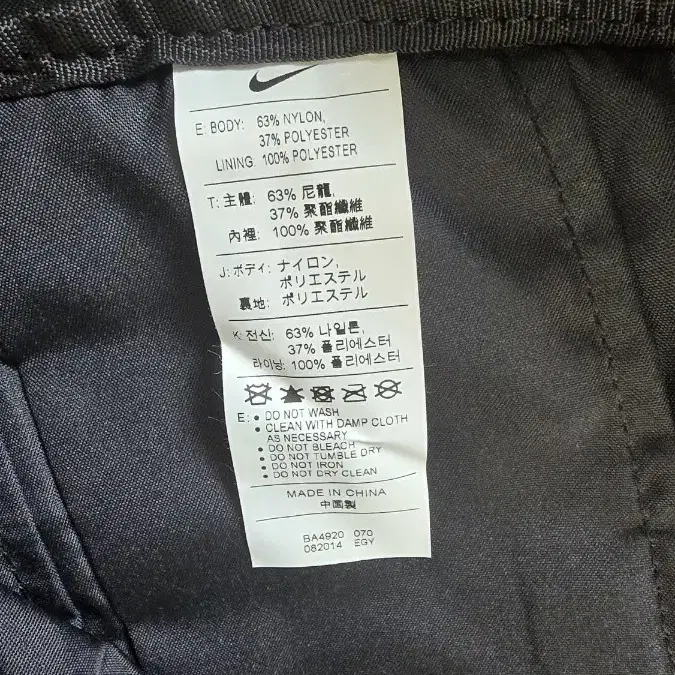 E: BODY: 63% NYLON,
37% POLYESTER
LINING: 100% POLYESTER
T: 主體: 63% 尼龍,
37% 聚酯纖維
內裡: 100% 聚酯纖維
J: ボディ: ナイロン,
ポリエステル
裏地: ポリエステル
K: 전신: 63% 나일론,
37% 폴리에스터
라이닝: 100% 폴리에스터
E: • DO NOT WASH
• CLEAN WITH DAMP CLOTH
AS NECESSARY
• DO NOT BLEACH
• DO NOT TUMBLE DRY
• DO NOT IRON
• DO NOT DRY CLEAN
MADE IN CHINA
中国製
BA4920 070
082014 EGY